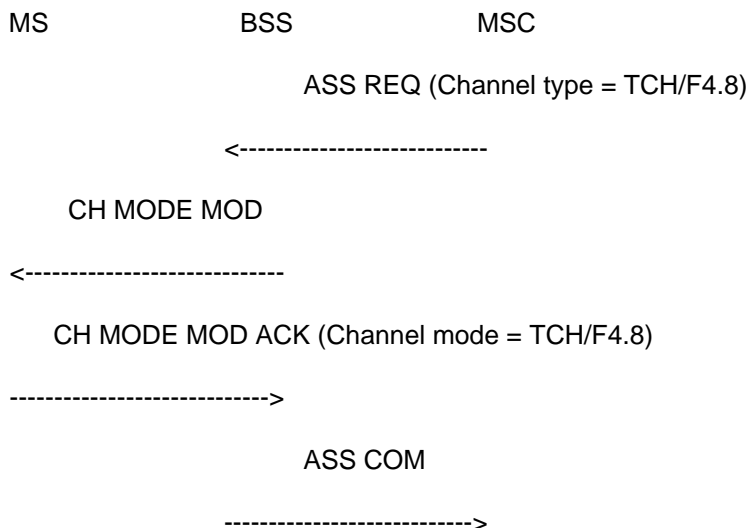 MS BSS MSC
ASS REQ (Channel type = TCH/F4.8)
<----------------------------
CH MODE MOD
<-----------------------------
CH MODE MOD ACK (Channel mode = TCH/F4.8)
----------------------------->
ASS COM
---------------------------->